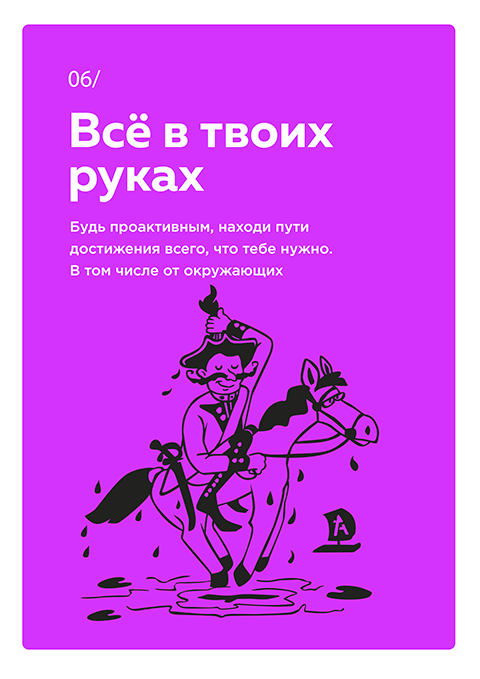 06/
Всё в твоих
руках
Будь проактивным, находи пути
достижения всего, что тебе нужно.
В том числе от окружающих